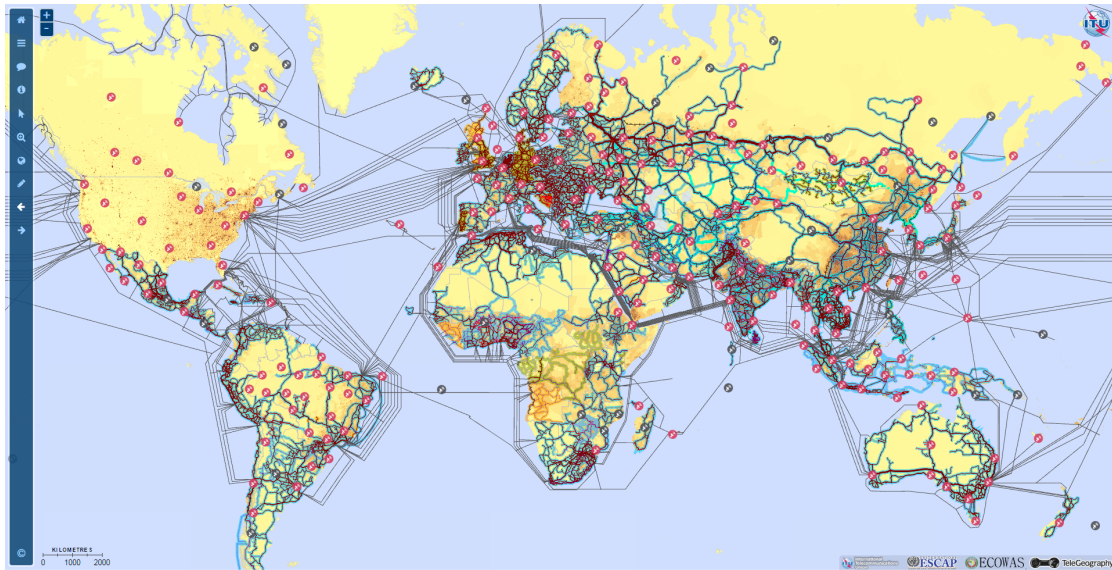 +
−
ITU
KILOMETRES
0 1000 2000
©
ESCAP
ECOWAS
TeleGeography